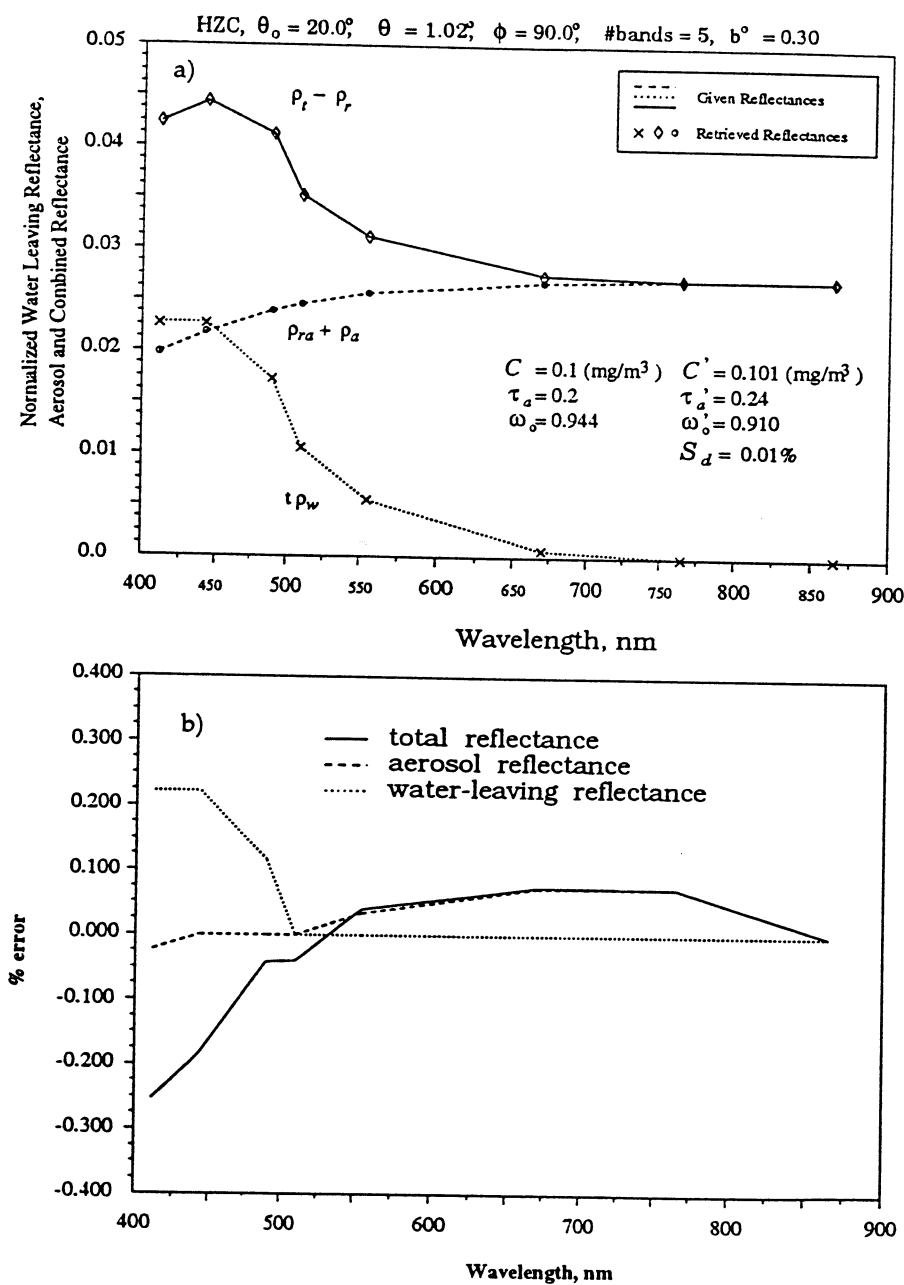 HZC, θo = 20.0°, θ = 1.02°, ϕ = 90.0°, #bands = 5, b° = 0.30
a)
ρt − ρr
Given Reflectances
Retrieved Reflectances
0.05
0.04
0.03
0.02
0.01
0.0
Normalized Water Leaving Reflectance,
Aerosol and Combined Reflectance
ρra + ρa
C = 0.1 (mg/m³) C' = 0.101 (mg/m³)
τa = 0.2 τa' = 0.24
ωo = 0.944 ωo' = 0.910
Sd = 0.01%
tρw
400 450 500 550 600 650 700 750 800 850 900
Wavelength, nm
b)
total reflectance
aerosol reflectance
water-leaving reflectance
0.400
0.300
0.200
0.100
0.000
-0.100
-0.200
-0.300
-0.400
% error
400 500 600 700 800 900
Wavelength, nm